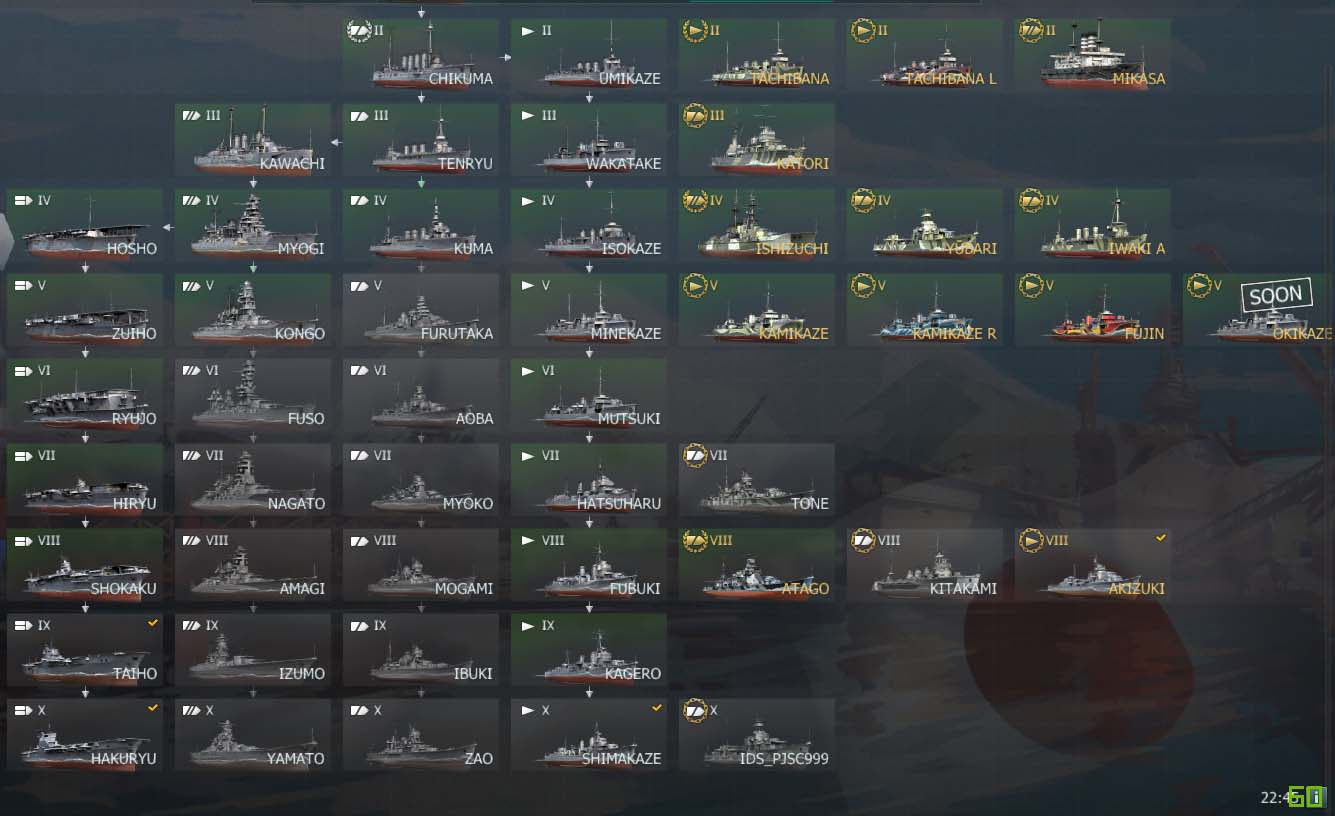 II CHIKUMA
II UMIKAZE
II TACHIBANA
II TACHIBANA L
II MIKASA
III KAWACHI
III TENRYU
III WAKATAKE
III KATORI
IV HOSHO
IV MYOGI
IV KUMA
IV ISOKAZE
IV ISHIZUCHI
IV YUBARI
IV IWAKI A
V ZUIHO
V KONGO
V FURUTAKA
V MINEKAZE
V KAMIKAZE
V KAMIKAZE R
V FUJIN
V SOON OKIKAZE
VI RYUJO
VI FUSO
VI AOBA
VI MUTSUKI
VII HIRYU
VII NAGATO
VII MYOKO
VII HATSUHARU
VII TONE
VIII SHOKAKU
VIII AMAGI
VIII MOGAMI
VIII FUBUKI
VIII ATAGO
VIII KITAKAMI
VIII AKIZUKI
IX TAIHO
IX IZUMO
IX IBUKI
IX KAGERO
X HAKURYU
X YAMATO
X ZAO
X SHIMAKAZE
X IDS_PJSC999
60